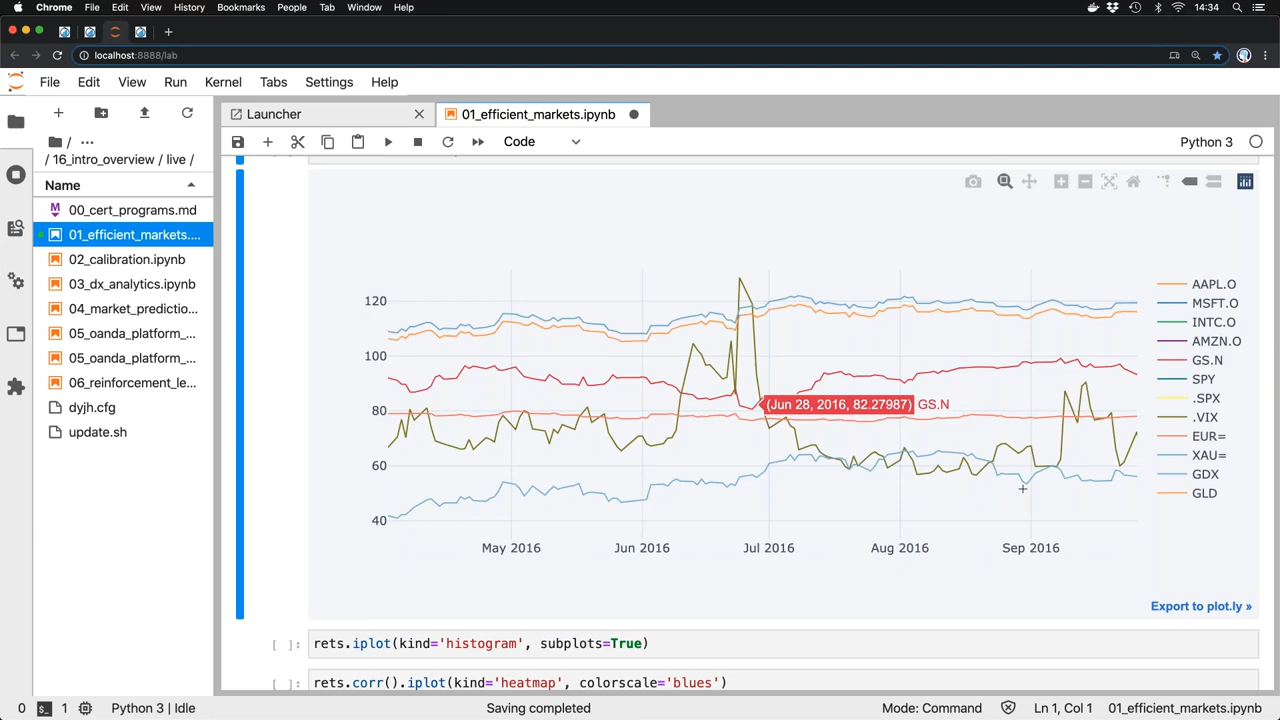 Chrome File Edit View History Bookmarks People Tab Window Help 14:34
localhost:8888/lab
File Edit View Run Kernel Tabs Settings Help
Launcher
01_efficient_markets.ipynb
/ ...
/ 16_intro_overview / live /
Code
Python 3
Name
00_cert_programs.md
01_efficient_markets....
02_calibration.ipynb
03_dx_analytics.ipynb
04_market_predictio...
05_oanda_platform_...
05_oanda_platform_...
06_reinforcement_le...
dyjh.cfg
update.sh
120
100
80
60
40
May 2016 Jun 2016 Jul 2016 Aug 2016 Sep 2016
(Jun 28, 2016, 82.27987) GS.N
AAPL.O
MSFT.O
INTC.O
AMZN.O
GS.N
SPY
.SPX
.VIX
EUR=
XAU=
GDX
GLD
Export to plot.ly »
[ ]: rets.iplot(kind='histogram', subplots=True)
[ ]: rets.corr().iplot(kind='heatmap', colorscale='blues')
0 1 Python 3 | Idle Saving completed Mode: Command Ln 1, Col 1 01_efficient_markets.ipynb